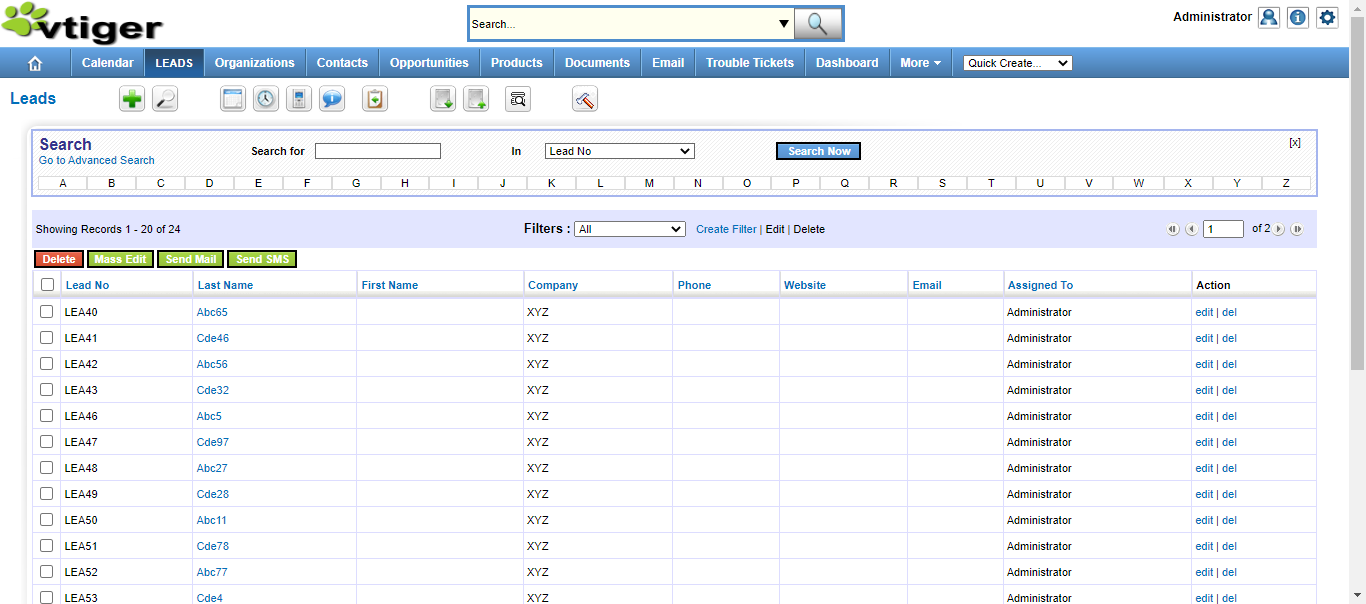 vtiger
Search...
Administrator
Calendar LEADS Organizations Contacts Opportunities Products Documents Email Trouble Tickets Dashboard More Quick Create...
Leads
Search
Go to Advanced Search
Search for In Lead No Search Now
[x]
A B C D E F G H I J K L M N O P Q R S T U V W X Y Z
Showing Records 1 - 20 of 24 Filters : All Create Filter | Edit | Delete 1 of 2
Delete Mass Edit Send Mail Send SMS
Lead No Last Name First Name Company Phone Website Email Assigned To Action
LEA40 Abc65 XYZ Administrator edit | del
LEA41 Cde46 XYZ Administrator edit | del
LEA42 Abc56 XYZ Administrator edit | del
LEA43 Cde32 XYZ Administrator edit | del
LEA46 Abc5 XYZ Administrator edit | del
LEA47 Cde97 XYZ Administrator edit | del
LEA48 Abc27 XYZ Administrator edit | del
LEA49 Cde28 XYZ Administrator edit | del
LEA50 Abc11 XYZ Administrator edit | del
LEA51 Cde78 XYZ Administrator edit | del
LEA52 Abc77 XYZ Administrator edit | del
LEA53 Cde4 XYZ Administrator edit | del